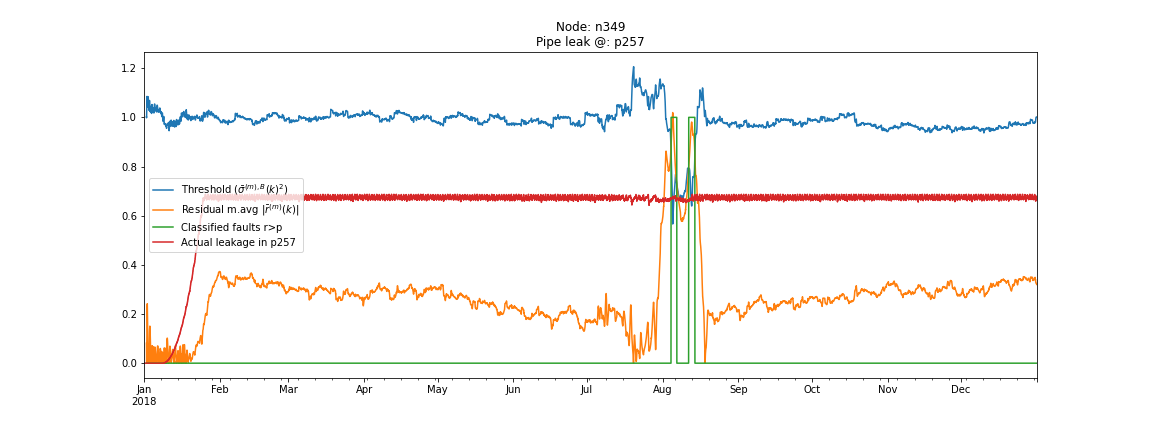 Node: n349
Pipe leak @: p257
1.2
1.0
0.8
0.6
0.4
0.2
0.0
Threshold (σ̄^(m),B(k)²)
Residual m.avg |r̄^(m)(k)|
Classified faults r>p
Actual leakage in p257
Jan Feb Mar Apr May Jun Jul Aug Sep Oct Nov Dec
2018